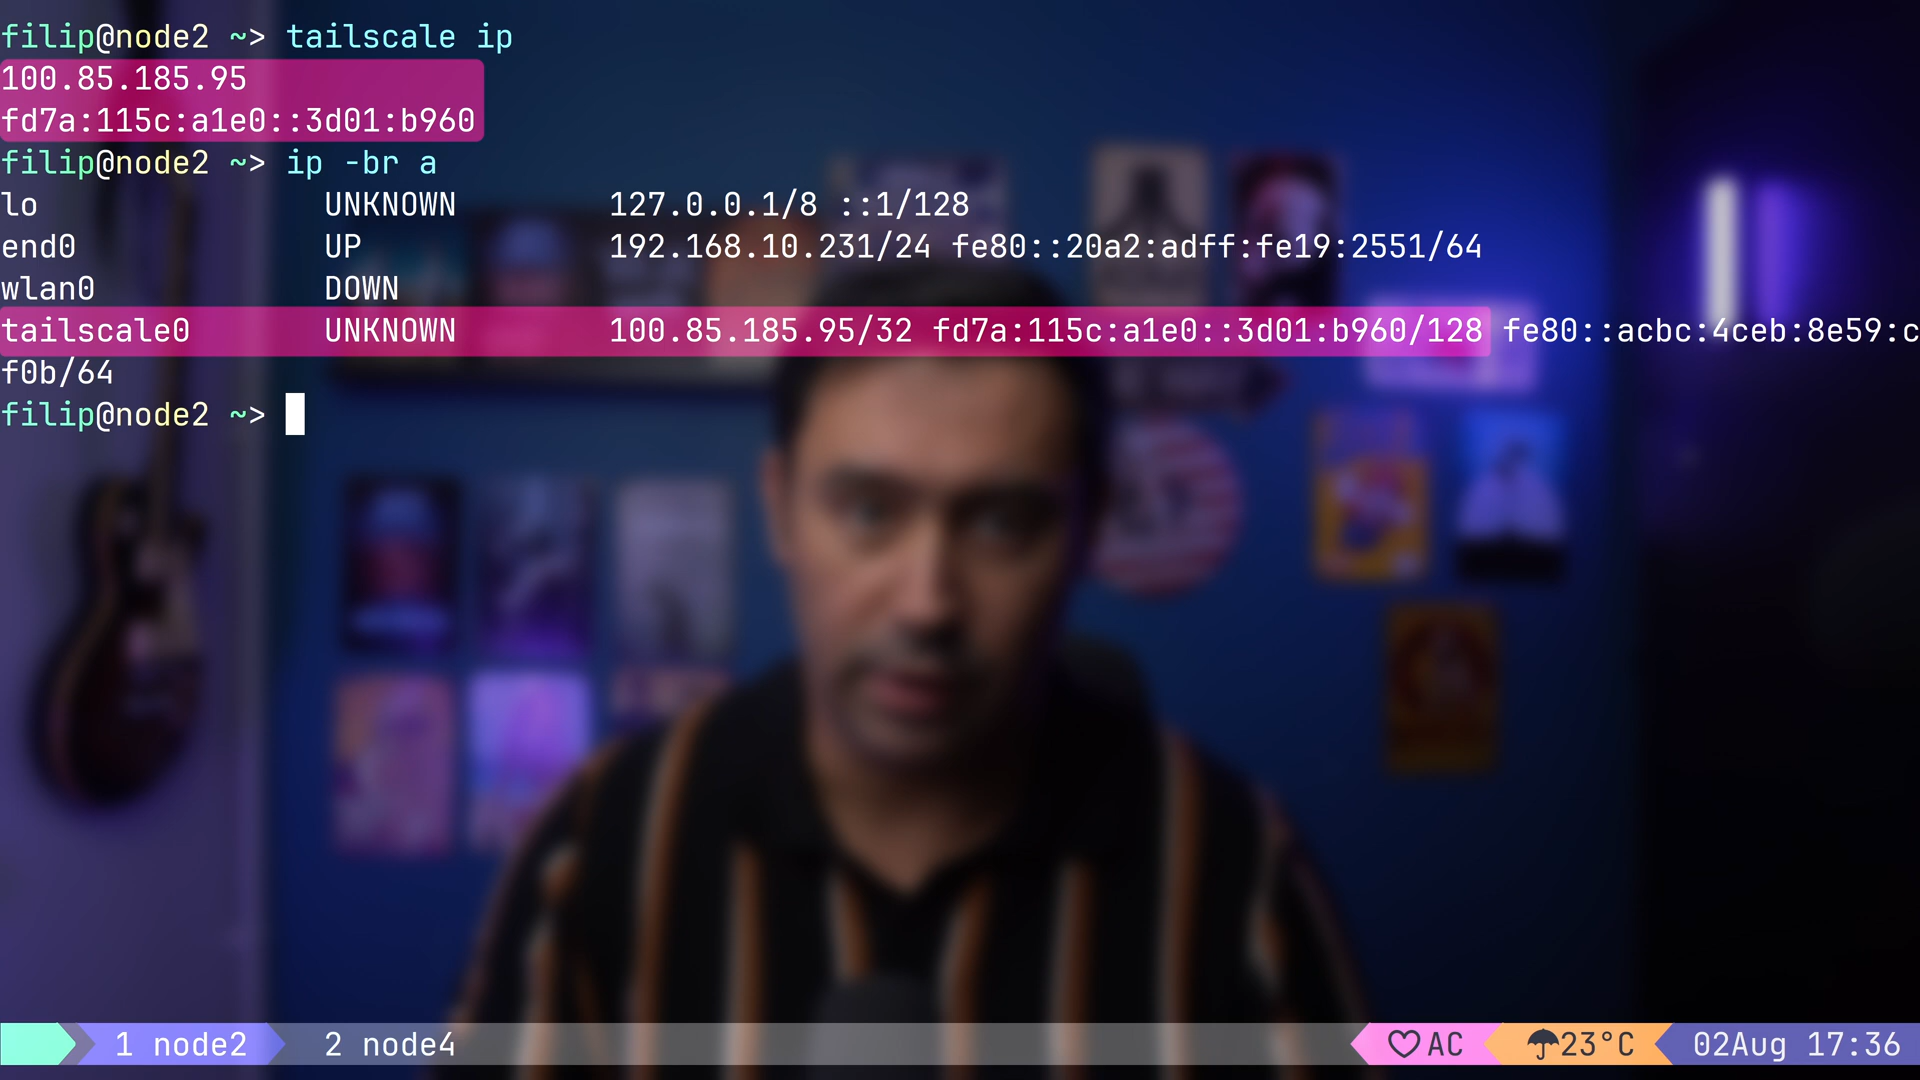 filip@node2 ~> tailscale ip
100.85.185.95
fd7a:115c:a1e0::3d01:b960
filip@node2 ~> ip -br a
lo UNKNOWN 127.0.0.1/8 ::1/128
end0 UP 192.168.10.231/24 fe80::20a2:adff:fe19:2551/64
wlan0 DOWN
tailscale0 UNKNOWN 100.85.185.95/32 fd7a:115c:a1e0::3d01:b960/128 fe80::acbc:4ceb:8e59:c
f0b/64
filip@node2 ~>
1 node2 2 node4 AC 23°C 02Aug 17:36